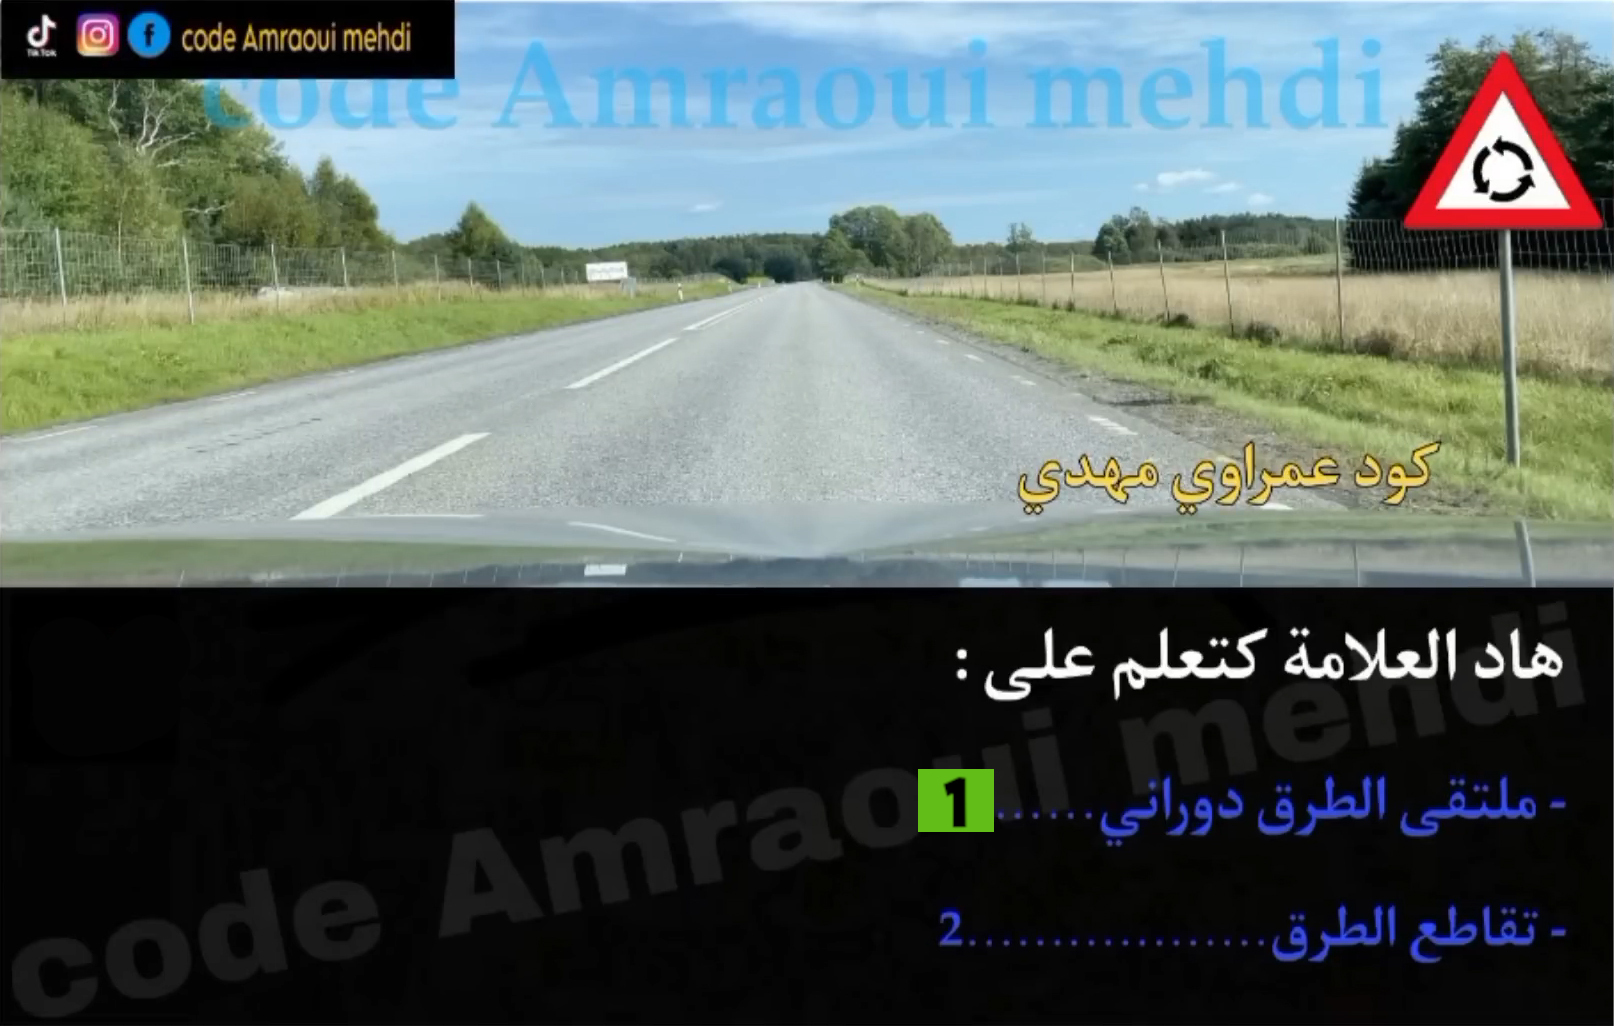 TikTok
code Amraoui mehdi
code Amraoui mehdi
كود عمراوي مهدي
هاد العلامة كتعلم على :
- ملتقى الطرق دوراني......1
- تقاطع الطرق..................2
code Amraoui mehdi